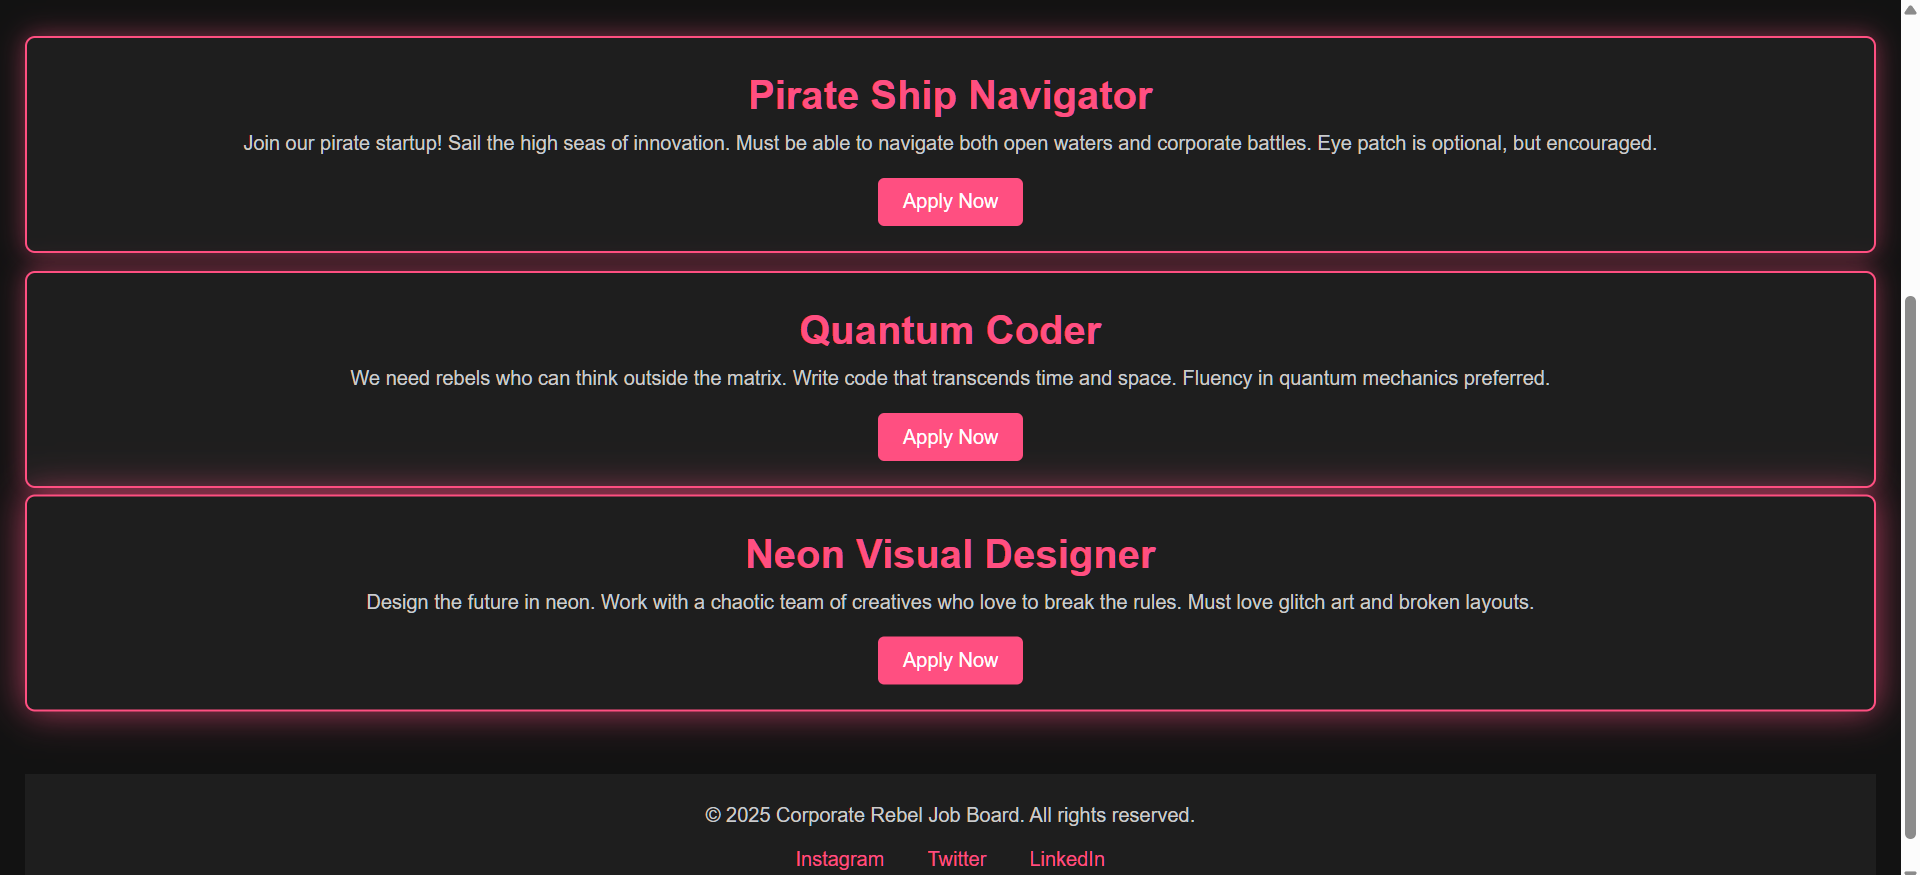 Pirate Ship Navigator
Join our pirate startup! Sail the high seas of innovation. Must be able to navigate both open waters and corporate battles. Eye patch is optional, but encouraged.
Apply Now
Quantum Coder
We need rebels who can think outside the matrix. Write code that transcends time and space. Fluency in quantum mechanics preferred.
Apply Now
Neon Visual Designer
Design the future in neon. Work with a chaotic team of creatives who love to break the rules. Must love glitch art and broken layouts.
Apply Now
© 2025 Corporate Rebel Job Board. All rights reserved.
Instagram Twitter LinkedIn